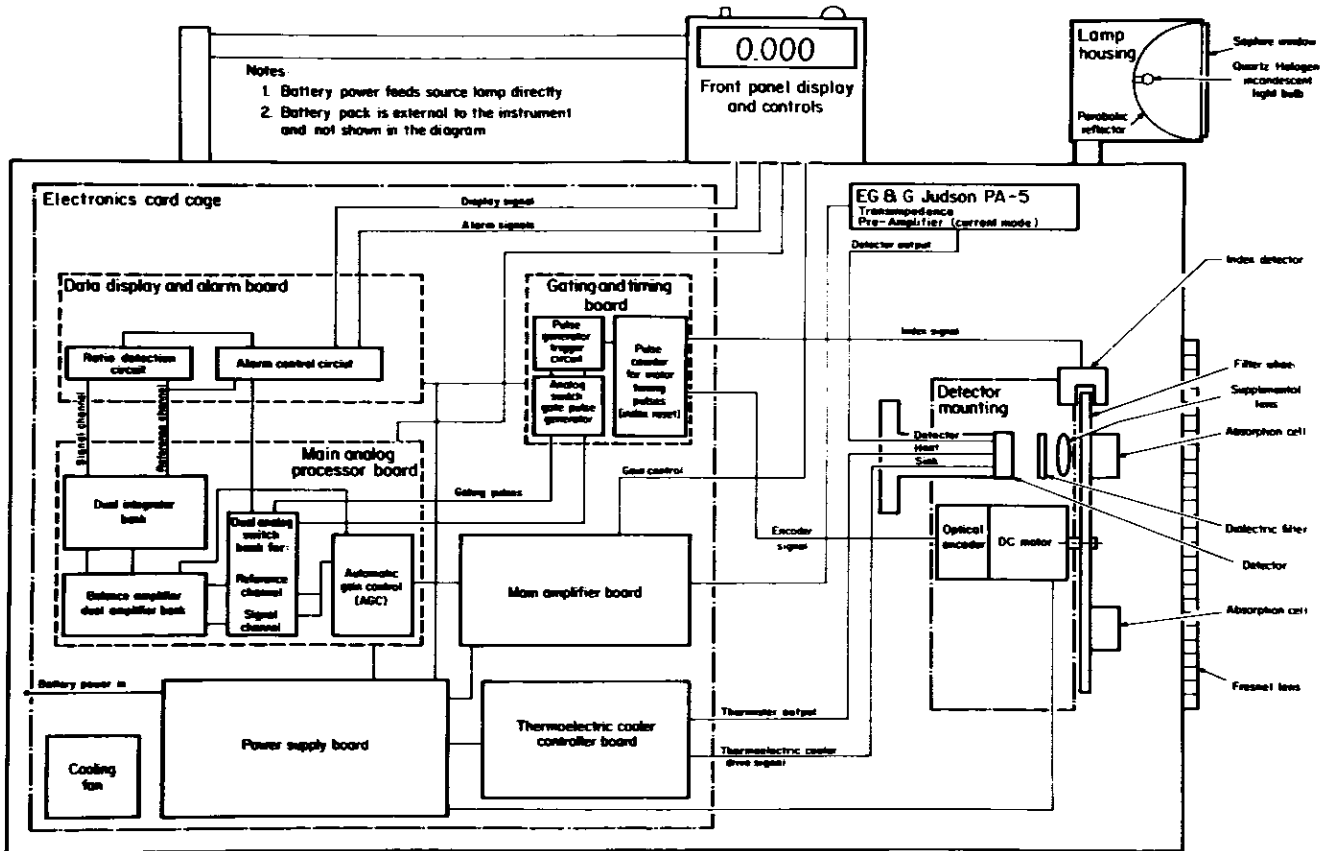 Notes
1. Battery power feeds source lamp directly
2. Battery pack is external to the instrument
and not shown in the diagram
0.000
Front panel display
and controls
Lamp
housing
Parabolic
reflector
Saphire window
Quartz Halogen
incandescent
light bulb
Electronics card cage
Display signal
Alarm signals
EG & G Judson PA-5
Transimpedance
Pre-Amplifier (current mode)
Detector output
Index detector
Data display and alarm board
Ratio detection
circuit
Alarm control circiut
Signal channel
Reference channel
Gating and timing
board
Pulse
generator
trigger
circuit
Analog
switch
gate pulse
generator
Pulse
counter
for motor
timing
pulses
(index reset)
Index signal
Filter wheel
Supplemental
lens
Absorption cell
Detector
mounting
Detector
Heat
Sink
Main analog
processor board
Dual integrator
bank
Gating pulses
Gain control
Dual analog
switch
bank for:
Reference
channel
Signal
channel
Balance amplifier
dual amplifier bank
Automatic
gain control
(AGC)
Main amplifier board
Encoder
signal
Optical
encoder
DC motor
Dialectric filter
Detector
Absorption cell
Fresnel lens
Battery power in
Power supply board
Thermoelectric cooler
controller board
Thermister output
Thermoelectric cooler
drive signal
Cooling
fan